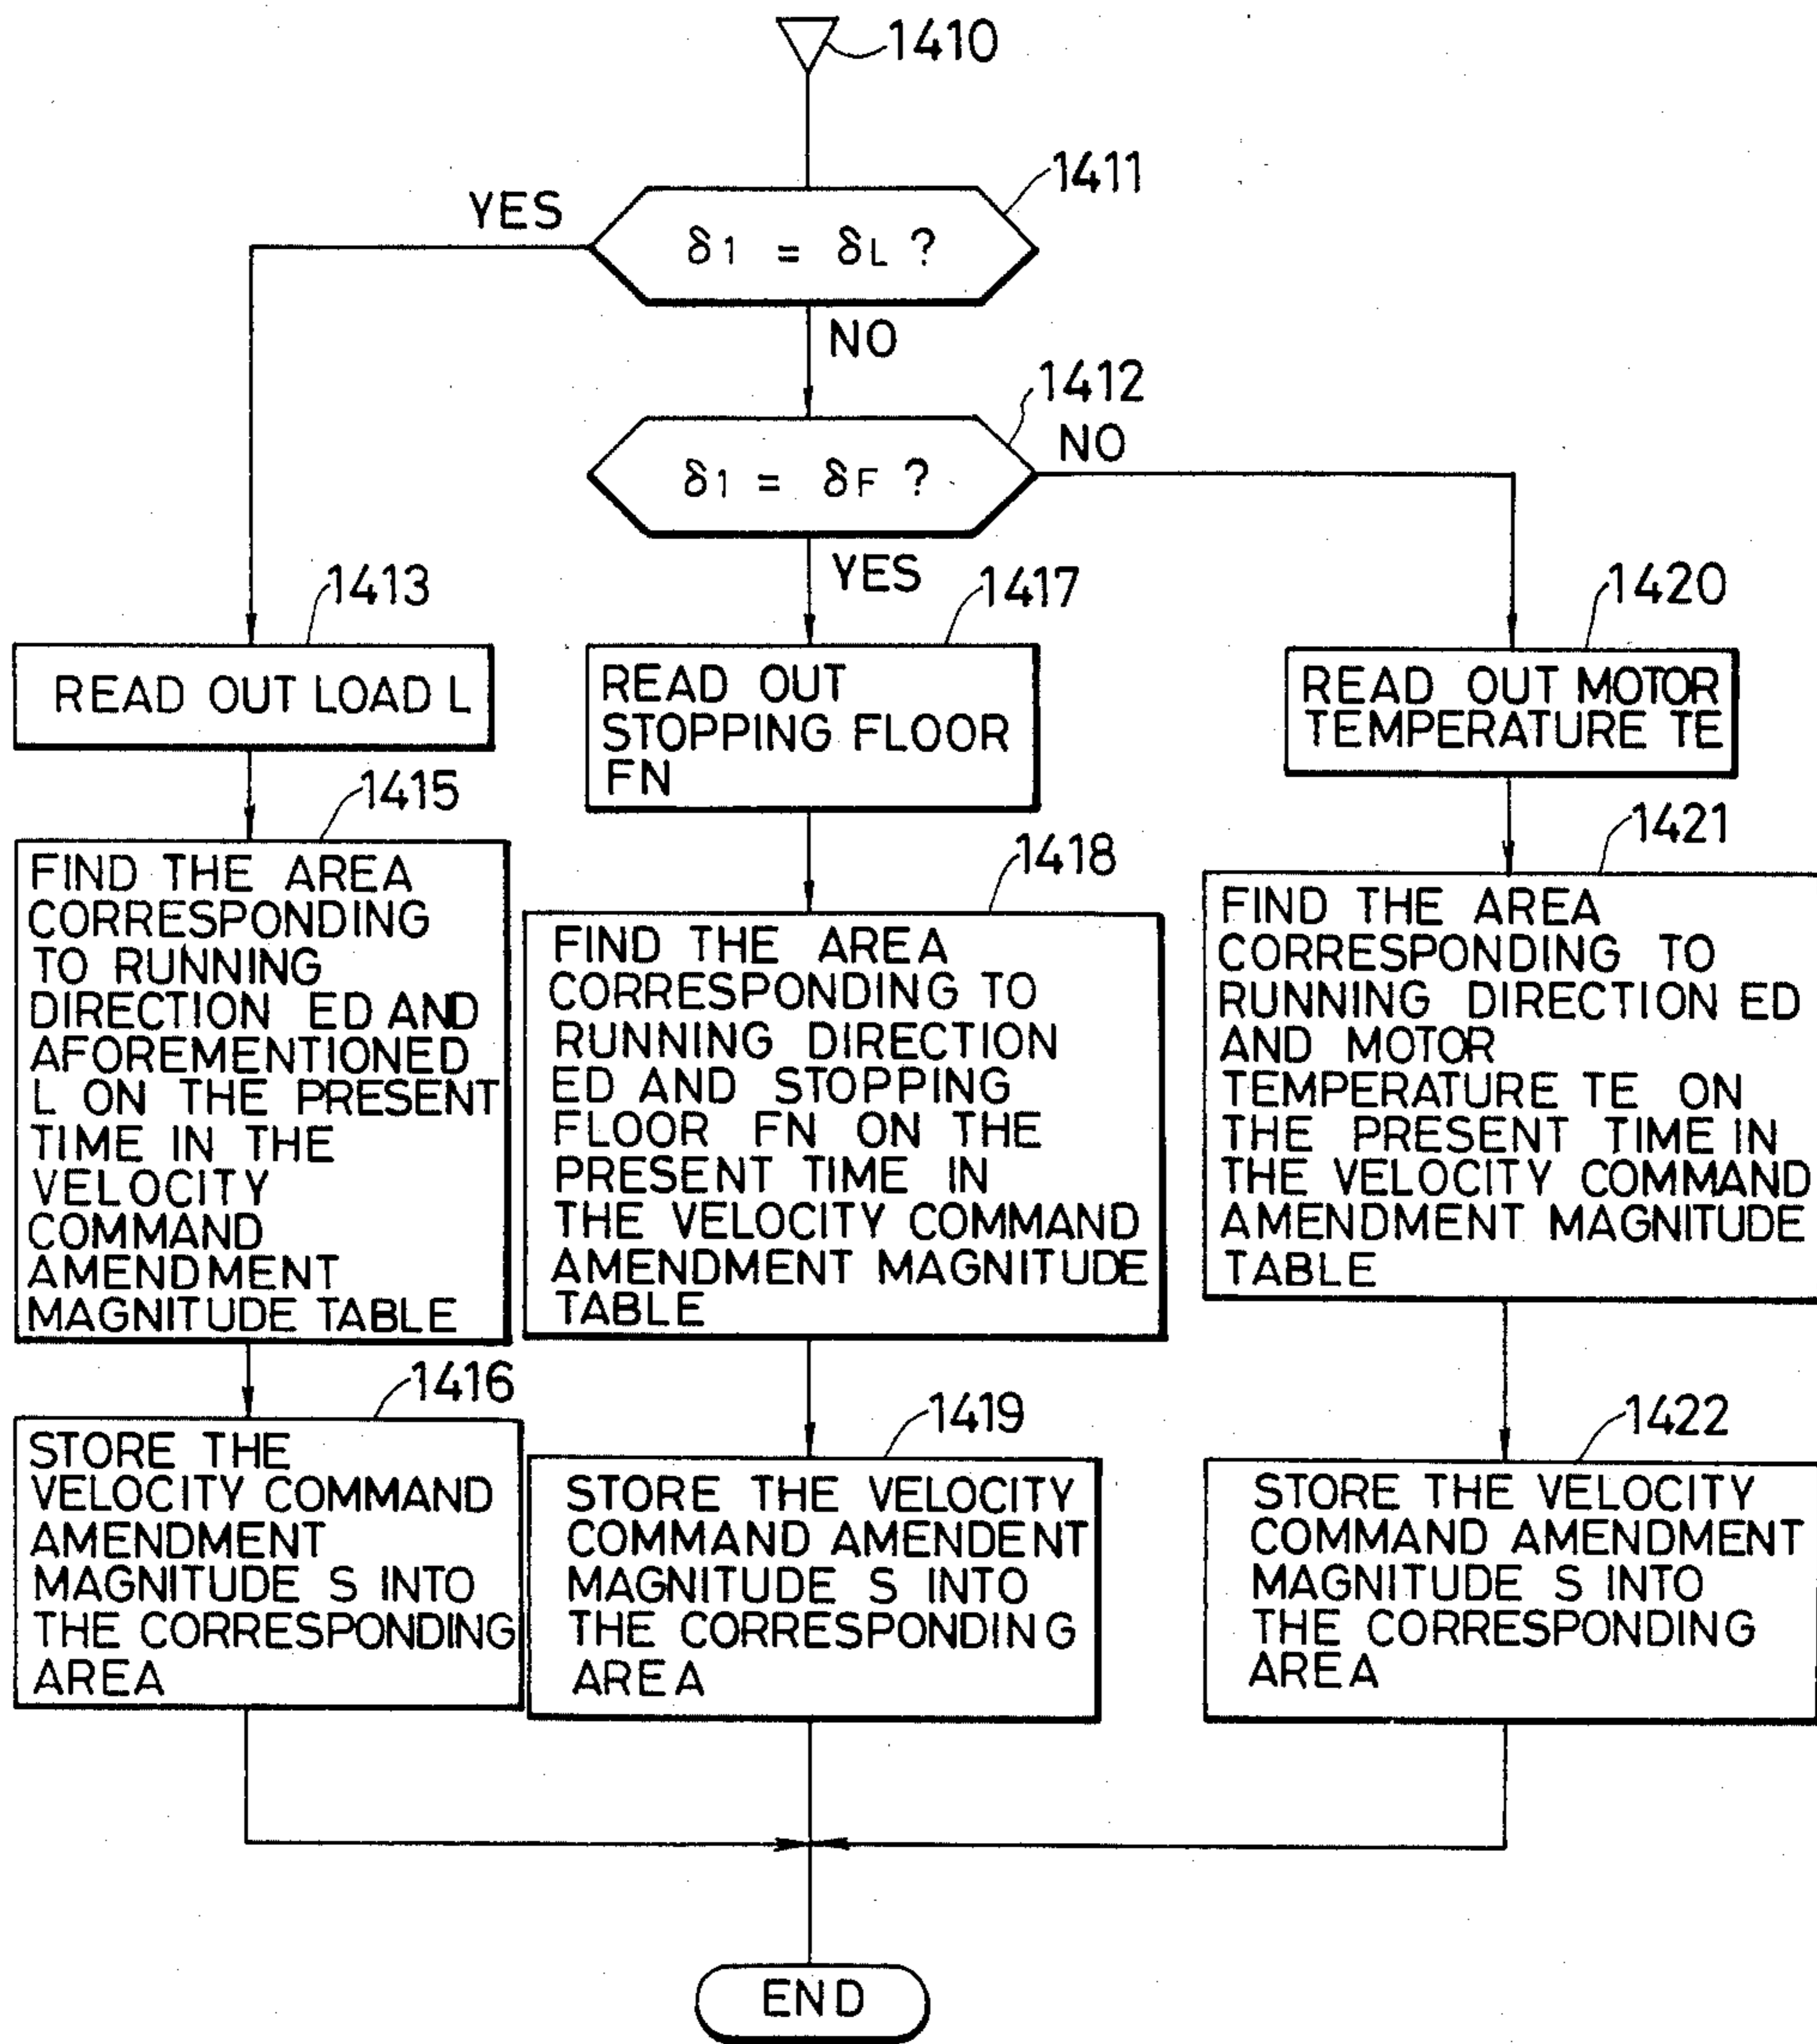 1410
1411
YES
δ1 = δL ?
NO
1412
NO
δ1 = δF ?
YES
1413
READ OUT LOAD L
1417
READ OUT
STOPPING FLOOR
FN
1420
READ OUT MOTOR
TEMPERATURE TE
1415
FIND THE AREA
CORRESPONDING
TO RUNNING
DIRECTION ED AND
AFOREMENTIONED
L ON THE PRESENT
TIME IN THE
VELOCITY
COMMAND
AMENDMENT
MAGNITUDE TABLE
1418
FIND THE AREA
CORRESPONDING TO
RUNNING DIRECTION
ED AND STOPPING
FLOOR FN ON THE
PRESENT TIME IN
THE VELOCITY COMMAND
AMENDMENT MAGNITUDE
TABLE
1421
FIND THE AREA
CORRESPONDING TO
RUNNING DIRECTION ED
AND MOTOR
TEMPERATURE TE ON
THE PRESENT TIME IN
THE VELOCITY COMMAND
AMENDMENT MAGNITUDE
TABLE
1416
STORE THE
VELOCITY COMMAND
AMENDMENT
MAGNITUDE S INTO
THE CORRESPONDING
AREA
1419
STORE THE VELOCITY
COMMAND AMENDENT
MAGNITUDE S INTO
THE CORRESPONDING
AREA
1422
STORE THE VELOCITY
COMMAND AMENDMENT
MAGNITUDE S INTO
THE CORRESPONDING
AREA
END